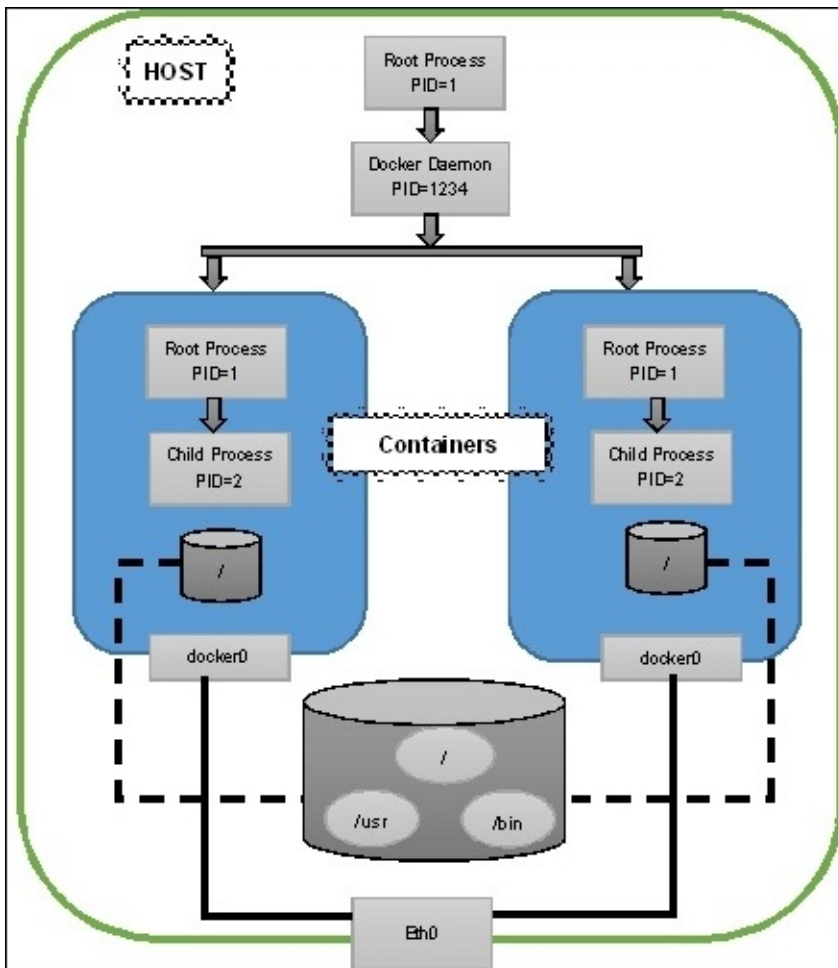 HOST
Root Process
PID=1
Docker Daemon
PID=1234
Root Process
PID=1
Child Process
PID=2
/
docker0
Containers
Root Process
PID=1
Child Process
PID=2
/
docker0
/
/usr
/bin
Eth0